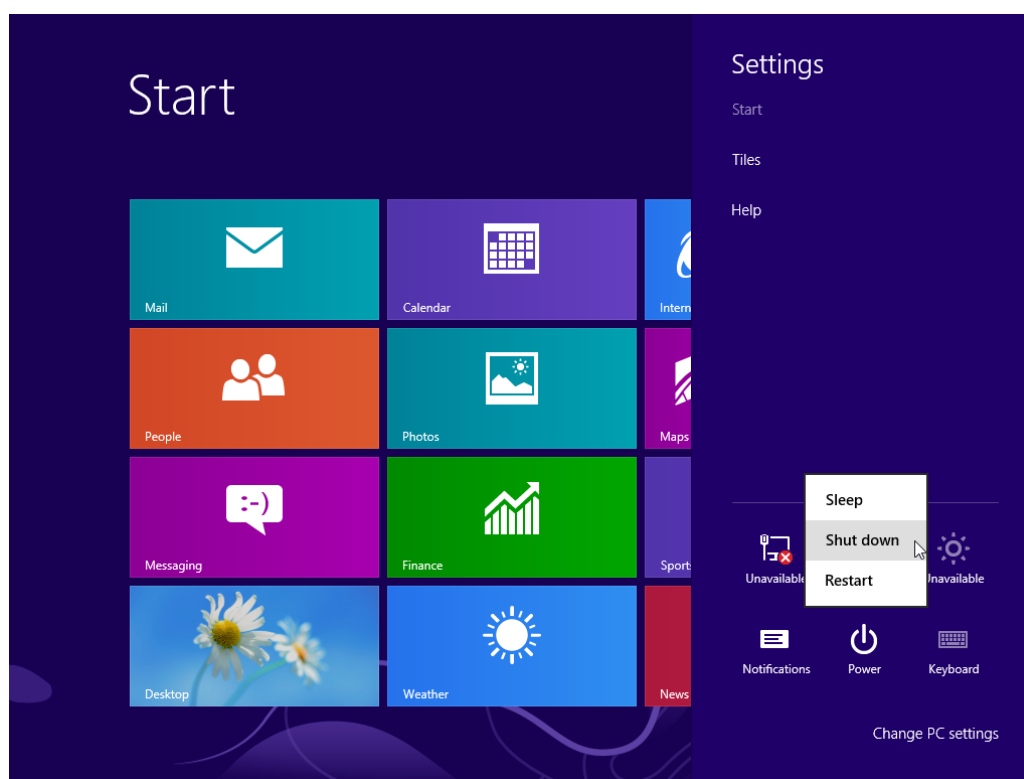 Start
Mail
Calendar
Intern
People
Photos
Maps
:-)
Messaging
Finance
Sport
Desktop
Weather
News
Settings
Start
Tiles
Help
Sleep
Shut down
Restart
Unavailable
Unavailable
Notifications
Power
Keyboard
Change PC settings